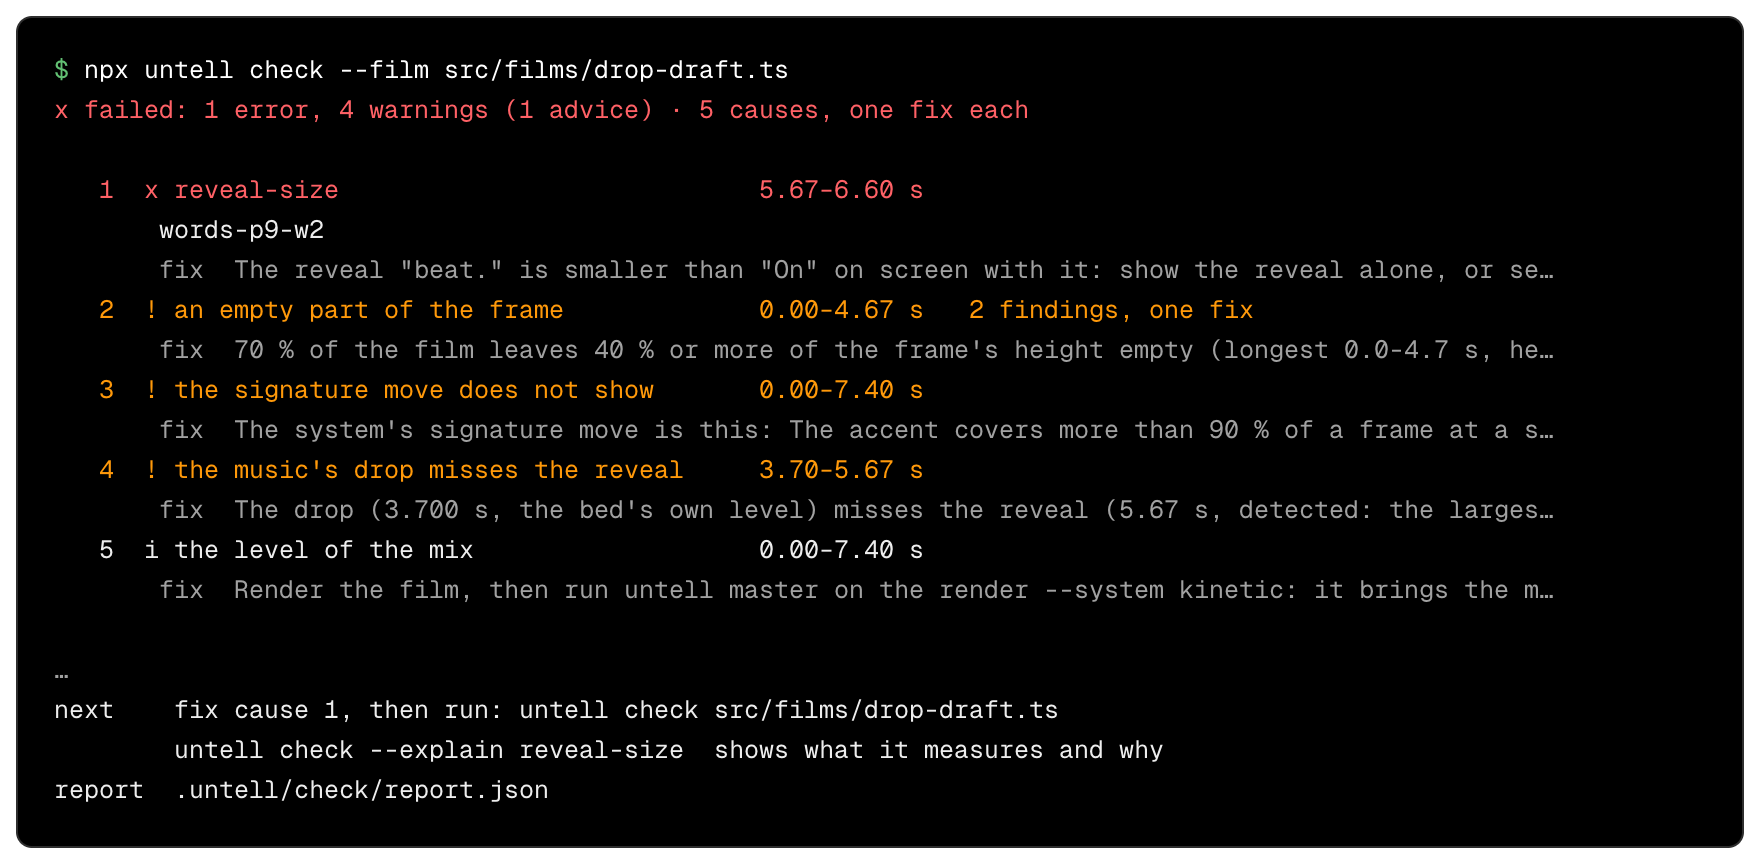 $ npx untell check --film src/films/drop-draft.ts
x failed: 1 error, 4 warnings (1 advice) · 5 causes, one fix each
1 x reveal-size 5.67–6.60 s
words-p9-w2
fix The reveal "beat." is smaller than "On" on screen with it: show the reveal alone, or se…
2 ! an empty part of the frame 0.00–4.67 s 2 findings, one fix
fix 70 % of the film leaves 40 % or more of the frame's height empty (longest 0.0-4.7 s, he…
3 ! the signature move does not show 0.00–7.40 s
fix The system's signature move is this: The accent covers more than 90 % of a frame at a s…
4 ! the music's drop misses the reveal 3.70–5.67 s
fix The drop (3.700 s, the bed's own level) misses the reveal (5.67 s, detected: the larges…
5 i the level of the mix 0.00–7.40 s
fix Render the film, then run untell master on the render --system kinetic: it brings the m…
…
next fix cause 1, then run: untell check src/films/drop-draft.ts
untell check --explain reveal-size shows what it measures and why
report .untell/check/report.json